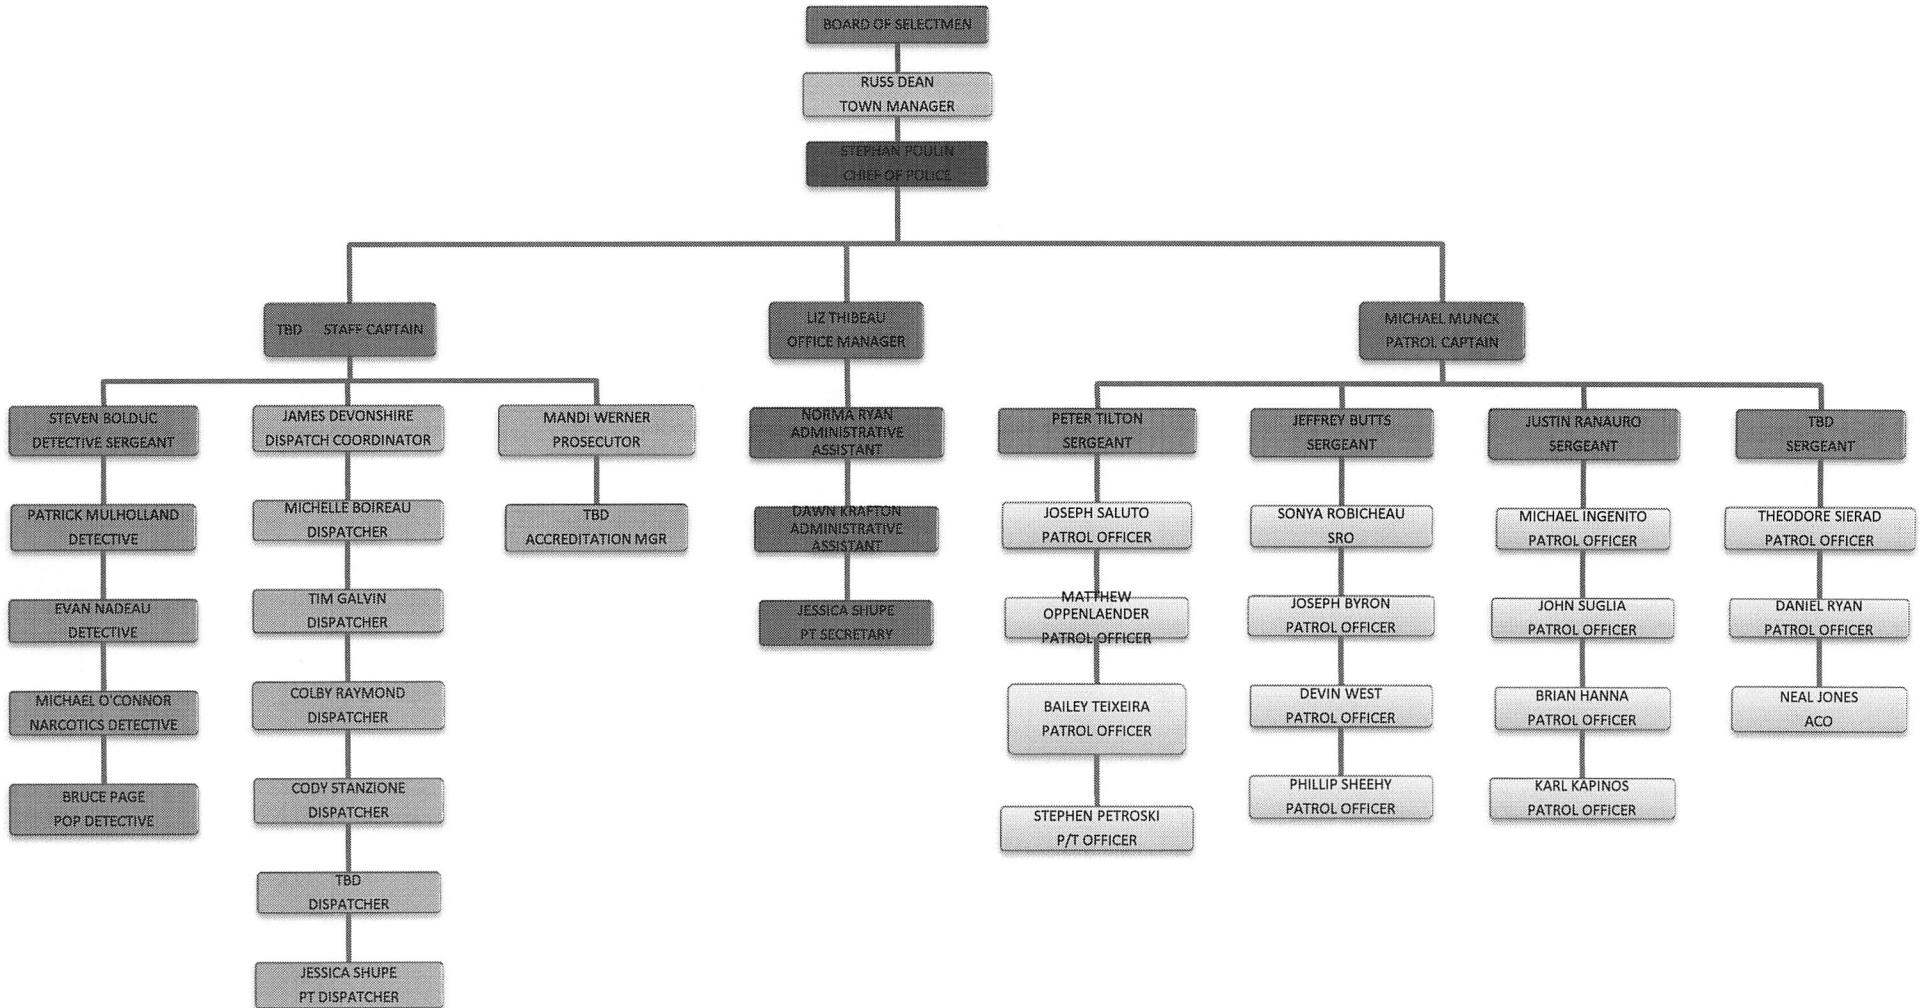 BOARD OF SELECTMEN
RUSS DEAN
TOWN MANAGER
STEPHAN POULIN
CHIEF OF POLICE
TBD STAFF CAPTAIN
LIZ THIBEAU
OFFICE MANAGER
MICHAEL MUNCK
PATROL CAPTAIN
STEVEN BOLDUC
DETECTIVE SERGEANT
PATRICK MULHOLLAND
DETECTIVE
EVAN NADEAU
DETECTIVE
MICHAEL O'CONNOR
NARCOTICS DETECTIVE
BRUCE PAGE
POP DETECTIVE
JAMES DEVONSHIRE
DISPATCH COORDINATOR
MICHELLE BOIREAU
DISPATCHER
TIM GALVIN
DISPATCHER
COLBY RAYMOND
DISPATCHER
CODY STANZIONE
DISPATCHER
TBD
DISPATCHER
JESSICA SHUPE
PT DISPATCHER
MANDI WERNER
PROSECUTOR
TBD
ACCREDITATION MGR
NORMA RYAN
ADMINISTRATIVE
ASSISTANT
DAWN KRAFTON
ADMINISTRATIVE
ASSISTANT
JESSICA SHUPE
PT SECRETARY
PETER TILTON
SERGEANT
JOSEPH SALUTO
PATROL OFFICER
MATTHEW
OPPENLAENDER
PATROL OFFICER
BAILEY TEIXEIRA
PATROL OFFICER
STEPHEN PETROSKI
P/T OFFICER
JEFFREY BUTTS
SERGEANT
SONYA ROBICHEAU
SRO
JOSEPH BYRON
PATROL OFFICER
DEVIN WEST
PATROL OFFICER
PHILLIP SHEEHY
PATROL OFFICER
JUSTIN RANAURO
SERGEANT
MICHAEL INGENITO
PATROL OFFICER
JOHN SUGLIA
PATROL OFFICER
BRIAN HANNA
PATROL OFFICER
KARL KAPINOS
PATROL OFFICER
TBD
SERGEANT
THEODORE SIERAD
PATROL OFFICER
DANIEL RYAN
PATROL OFFICER
NEAL JONES
ACO